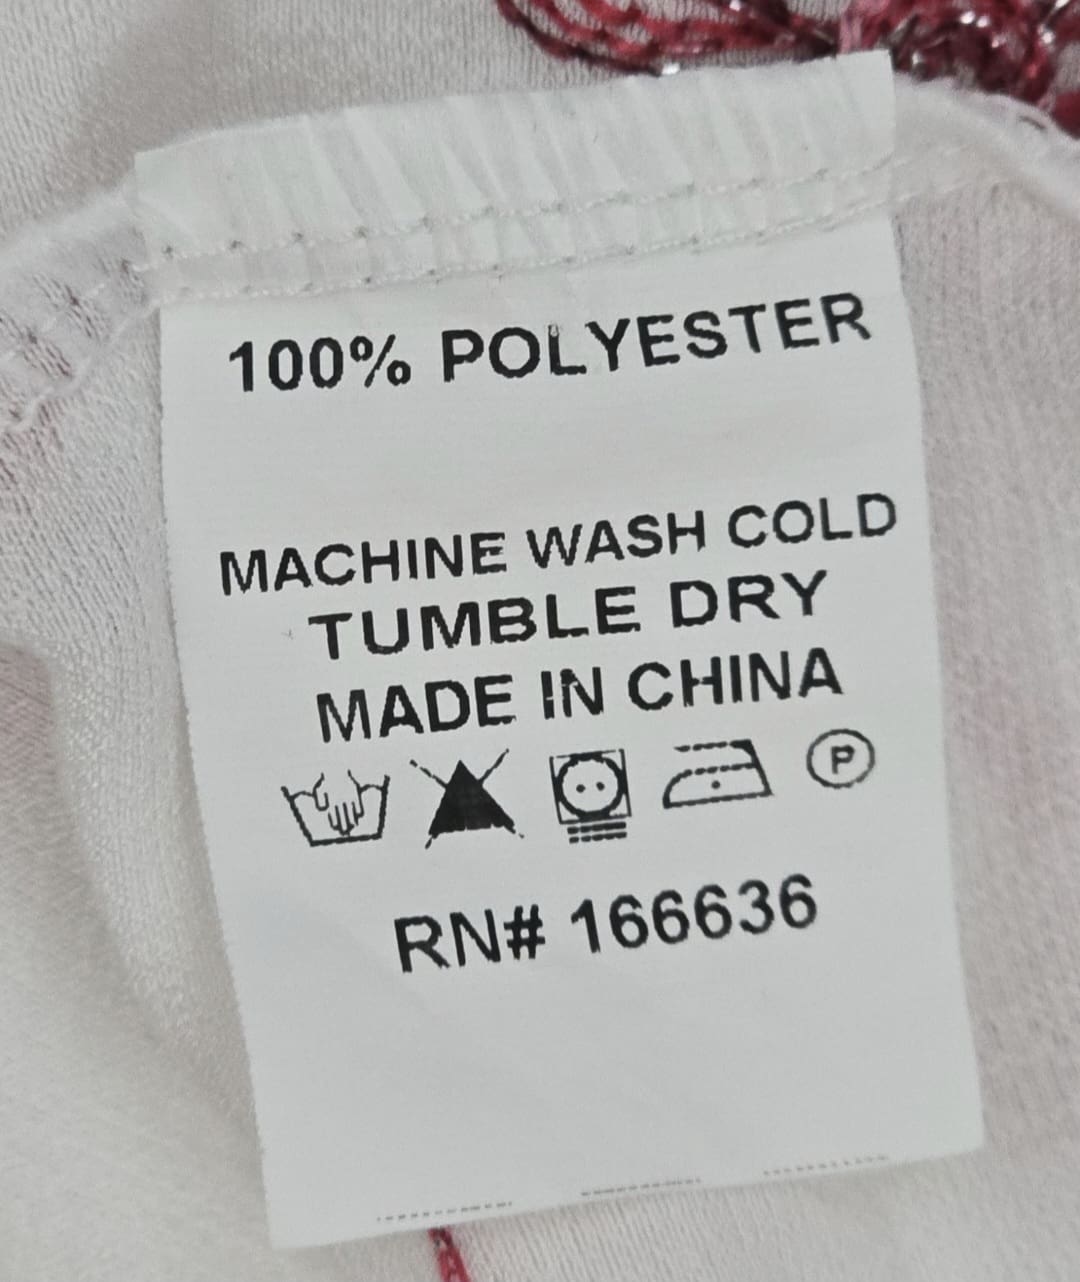 100% POLYESTER
MACHINE WASH COLD
TUMBLE DRY
MADE IN CHINA
P
RN# 166636